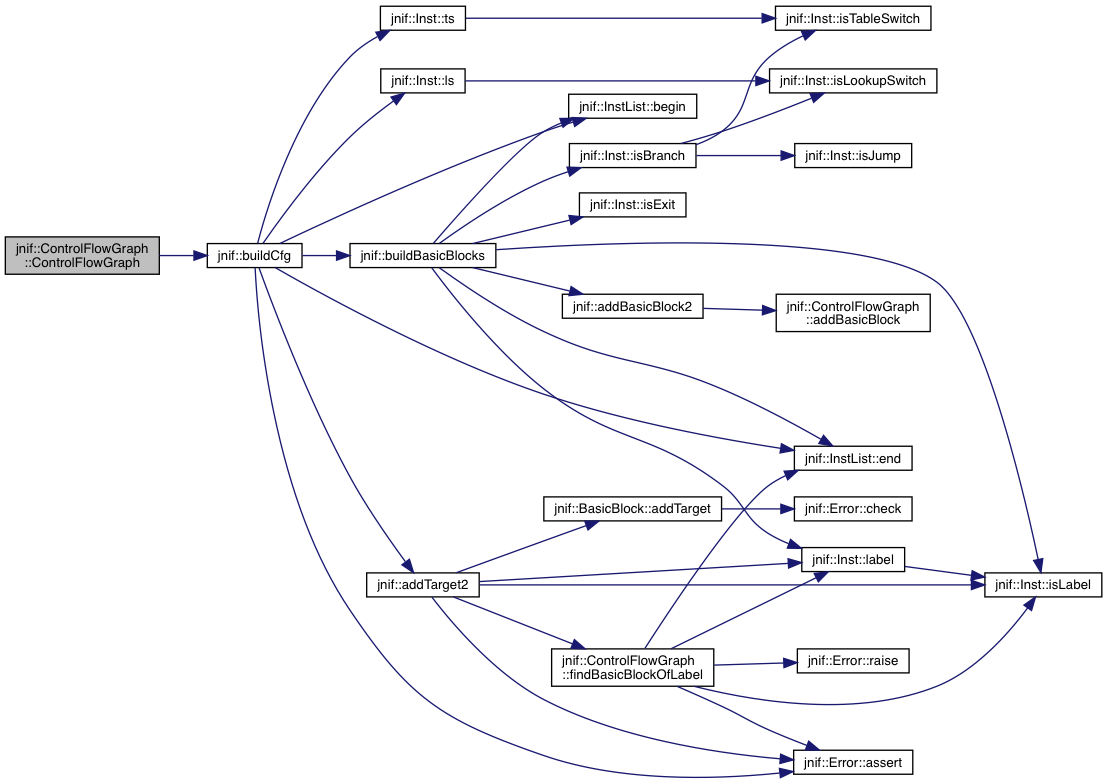 jnif::Inst::ts
jnif::Inst::isTableSwitch
jnif::Inst::ls
jnif::Inst::isLookupSwitch
jnif::InstList::begin
jnif::Inst::isBranch
jnif::Inst::isJump
jnif::Inst::isExit
jnif::ControlFlowGraph
::ControlFlowGraph
jnif::buildCfg
jnif::buildBasicBlocks
jnif::addBasicBlock2
jnif::ControlFlowGraph
::addBasicBlock
jnif::InstList::end
jnif::BasicBlock::addTarget
jnif::Error::check
jnif::Inst::label
jnif::addTarget2
jnif::Inst::isLabel
jnif::ControlFlowGraph
::findBasicBlockOfLabel
jnif::Error::raise
jnif::Error::assert